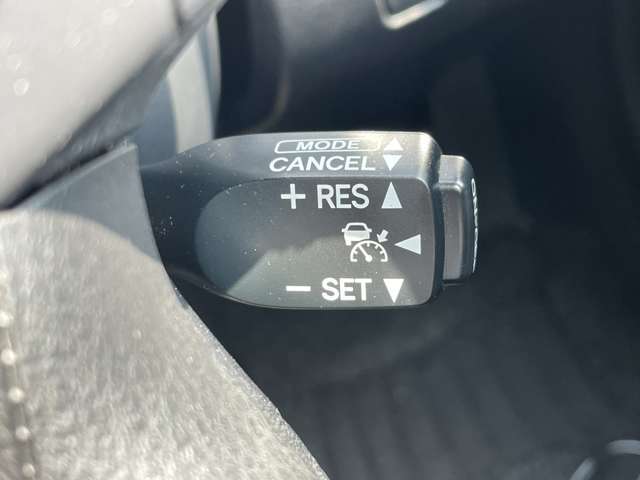 MODE
CANCEL
+ RES
- SET